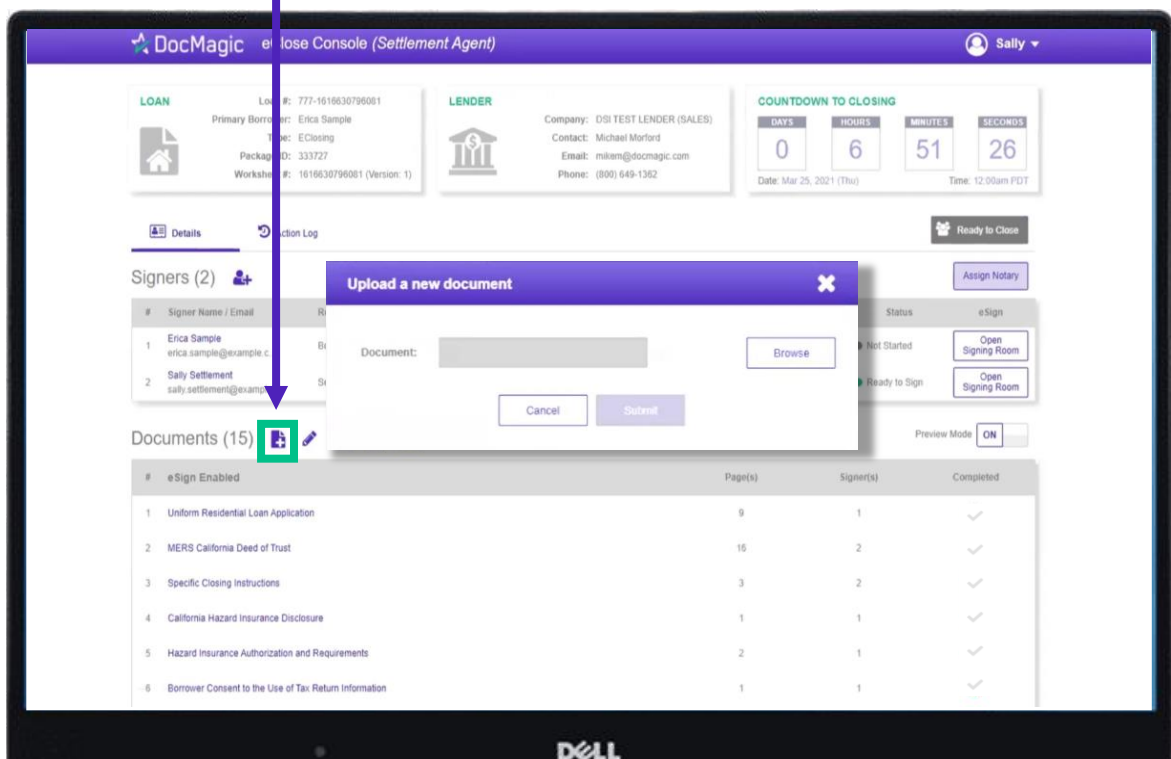 DocMagic eClose Console (Settlement Agent)
Sally
LOAN
Loan #: 777-1616630796081
Primary Borrower: Erica Sample
Type: EClosing
Package ID: 333727
Worksheet #: 1616630796081 (Version: 1)
LENDER
Company: DSI TEST LENDER (SALES)
Contact: Michael Morford
Email: mikem@docmagic.com
Phone: (800) 649-1362
COUNTDOWN TO CLOSING
DAYS HOURS MINUTES SECONDS
0 6 51 26
Date: Mar 25, 2021 (Thu) Time: 12:00am PDT
Details Action Log
Ready to Close
Signers (2)
Assign Notary
# Signer Name / Email Status eSign
1 Erica Sample Not Started Open Signing Room
erica.sample@example.c
2 Sally Settlement Ready to Sign Open Signing Room
sally.settlement@examp
Upload a new document
Document: Browse
Cancel Submit
Documents (15)
Preview Mode ON
# eSign Enabled Page(s) Signer(s) Completed
1 Uniform Residential Loan Application 9 1
2 MERS California Deed of Trust 16 2
3 Specific Closing Instructions 3 2
4 California Hazard Insurance Disclosure 1 1
5 Hazard Insurance Authorization and Requirements 2 1
6 Borrower Consent to the Use of Tax Return Information 1 1
DELL